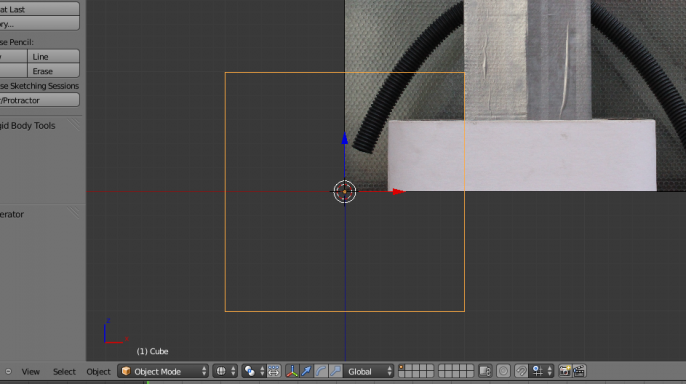 at Last
ry...
se Pencil:
Line
Erase
se Sketching Sessions
r/Protractor
gid Body Tools
erator
z
(1) Cube
View Select Object Object Mode Global